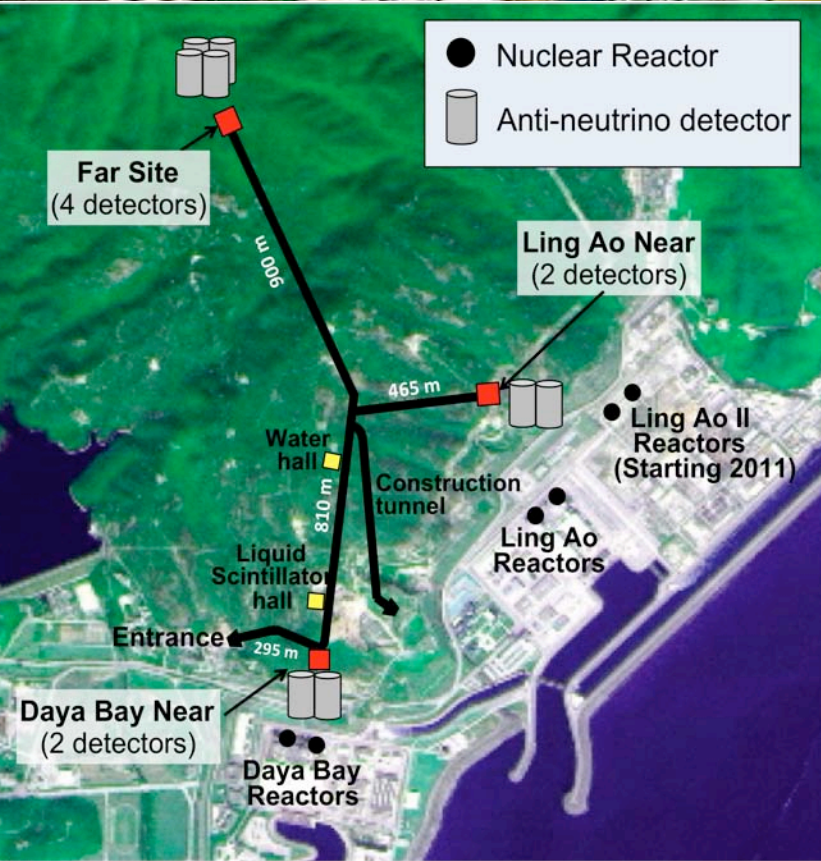 Nuclear Reactor
Anti-neutrino detector
Far Site
(4 detectors)
900 m
Ling Ao Near
(2 detectors)
465 m
Ling Ao II
Reactors
(Starting 2011)
Water
hall
Construction
tunnel
810 m
Ling Ao
Reactors
Liquid
Scintillator
hall
Entrance
295 m
Daya Bay Near
(2 detectors)
Daya Bay
Reactors